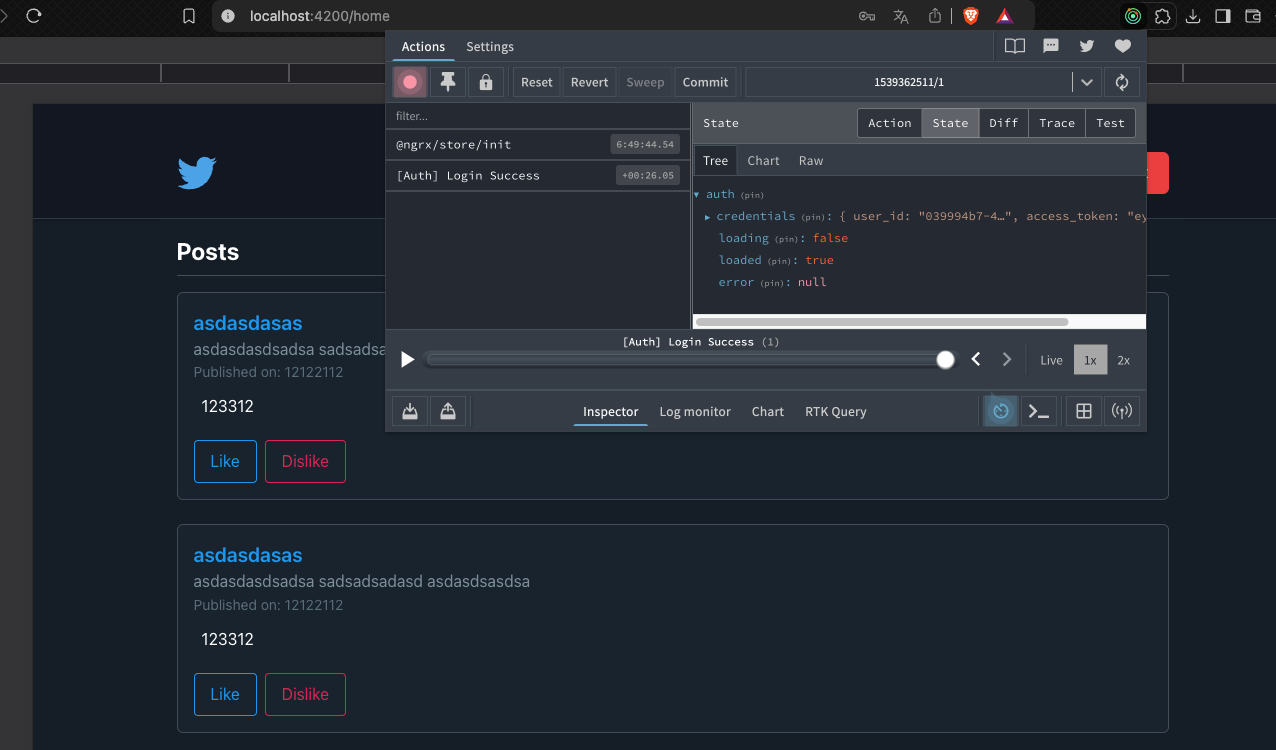 localhost:4200/home
Actions Settings
Reset Revert Sweep Commit 1539362511/1
filter... State Action State Diff Trace Test
@ngrx/store/init 6:49:44.54 Tree Chart Raw
[Auth] Login Success +00:26.05
auth (pin)
credentials (pin): { user_id: "039994b7-4…", access_token: "ey
loading (pin): false
loaded (pin): true
error (pin): null
[Auth] Login Success (1)
Live 1x 2x
Inspector Log monitor Chart RTK Query
Posts
asdasdasas
asdasdasdsadsa sadsadsa
Published on: 12122112
123312
Like Dislike
asdasdasas
asdasdasdsadsa sadsadsadasd asdasdsasdsa
Published on: 12122112
123312
Like Dislike